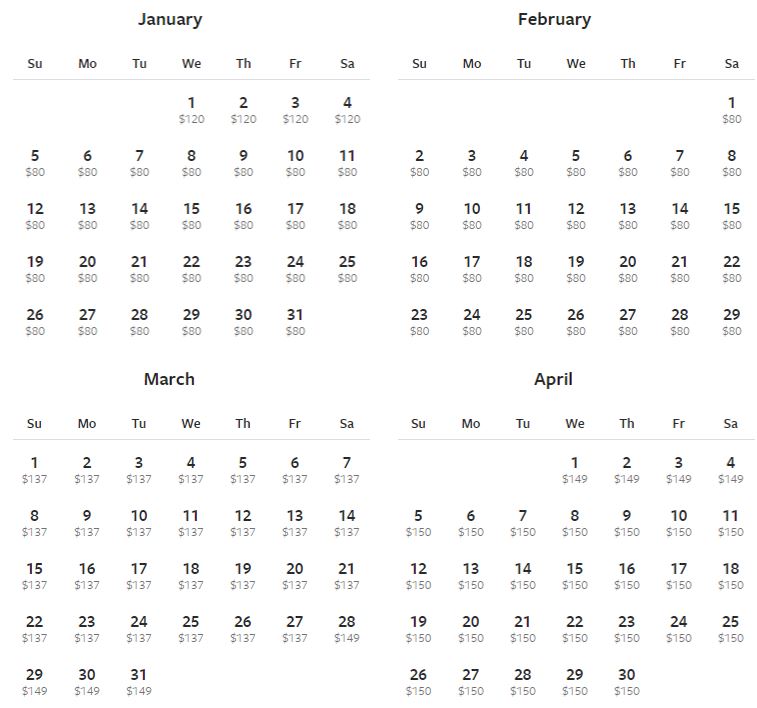 January
Su Mo Tu We Th Fr Sa
1 2 3 4
$120 $120 $120 $120
5 6 7 8 9 10 11
$80 $80 $80 $80 $80 $80 $80
12 13 14 15 16 17 18
$80 $80 $80 $80 $80 $80 $80
19 20 21 22 23 24 25
$80 $80 $80 $80 $80 $80 $80
26 27 28 29 30 31
$80 $80 $80 $80 $80 $80
February
Su Mo Tu We Th Fr Sa
1
$80
2 3 4 5 6 7 8
$80 $80 $80 $80 $80 $80 $80
9 10 11 12 13 14 15
$80 $80 $80 $80 $80 $80 $80
16 17 18 19 20 21 22
$80 $80 $80 $80 $80 $80 $80
23 24 25 26 27 28 29
$80 $80 $80 $80 $80 $80 $80
March
Su Mo Tu We Th Fr Sa
1 2 3 4 5 6 7
$137 $137 $137 $137 $137 $137 $137
8 9 10 11 12 13 14
$137 $137 $137 $137 $137 $137 $137
15 16 17 18 19 20 21
$137 $137 $137 $137 $137 $137 $137
22 23 24 25 26 27 28
$137 $137 $137 $137 $137 $137 $149
29 30 31
$149 $149 $149
April
Su Mo Tu We Th Fr Sa
1 2 3 4
$149 $149 $149 $149
5 6 7 8 9 10 11
$150 $150 $150 $150 $150 $150 $150
12 13 14 15 16 17 18
$150 $150 $150 $150 $150 $150 $150
19 20 21 22 23 24 25
$150 $150 $150 $150 $150 $150 $150
26 27 28 29 30
$150 $150 $150 $150 $150